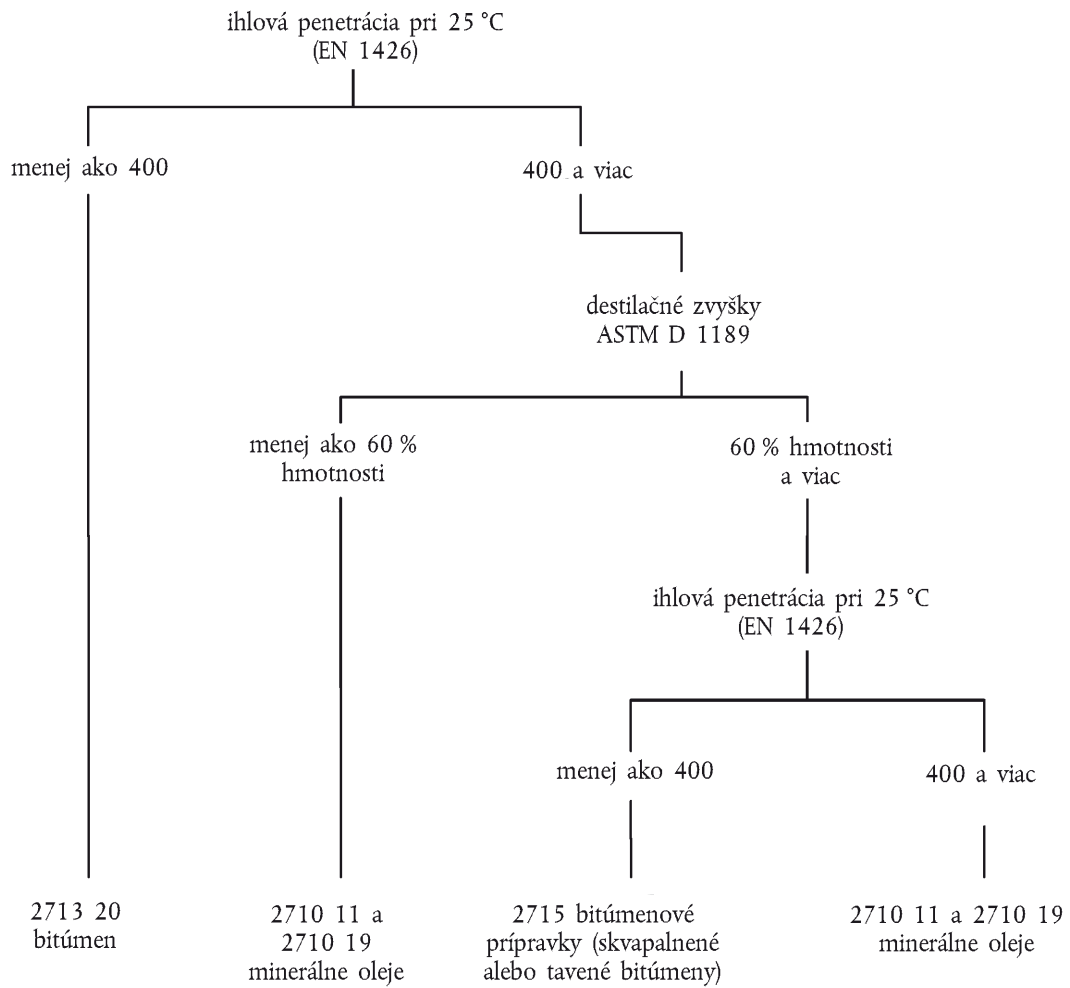 ihlová penetrácia pri 25 °C
(EN 1426)
menej ako 400
400 a viac
destilačné zvyšky
ASTM D 1189
menej ako 60 %
hmotnosti
60 % hmotnosti
a viac
ihlová penetrácia pri 25 °C
(EN 1426)
menej ako 400
400 a viac
2713 20
bitúmen
2710 11 a
2710 19
minerálne oleje
2715 bitúmenové
prípravky (skvapalnené
alebo tavené bitúmeny)
2710 11 a 2710 19
minerálne oleje